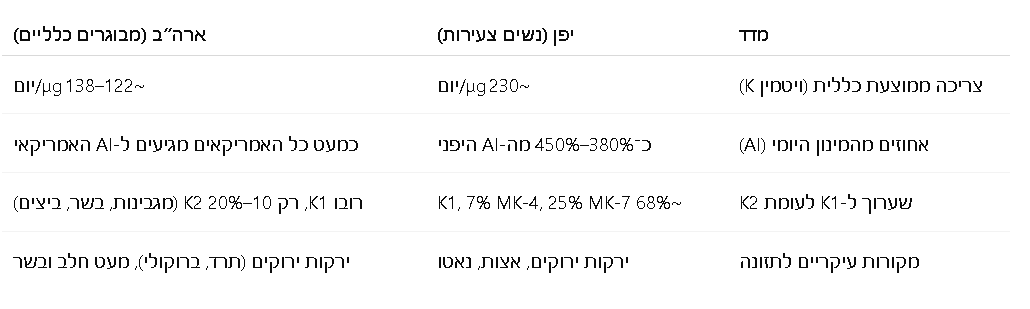 מדד יפן (נשים צעירות) ארה״ב (מבוגרים כלליים)
צריכה ממוצעת כללית (ויטמין K) ~230 µg/יום ~122–138 µg/יום
אחוזים מהמינון היומי (AI) כ־380%–450% מה-AI היפני כמעט כל האמריקאים מגיעים ל-AI האמריקאי
שערוך ל-K1 לעומת K2 ~68% K1, 7% MK-4, 25% MK-7 רובו K1, רק 10–20% K2 (מגבינות, בשר, ביצים)
מקורות עיקריים לתזונה ירקות ירוקים, אצות, נאטו ירקות ירוקים (תרד, ברוקולי), מעט חלב ובשר